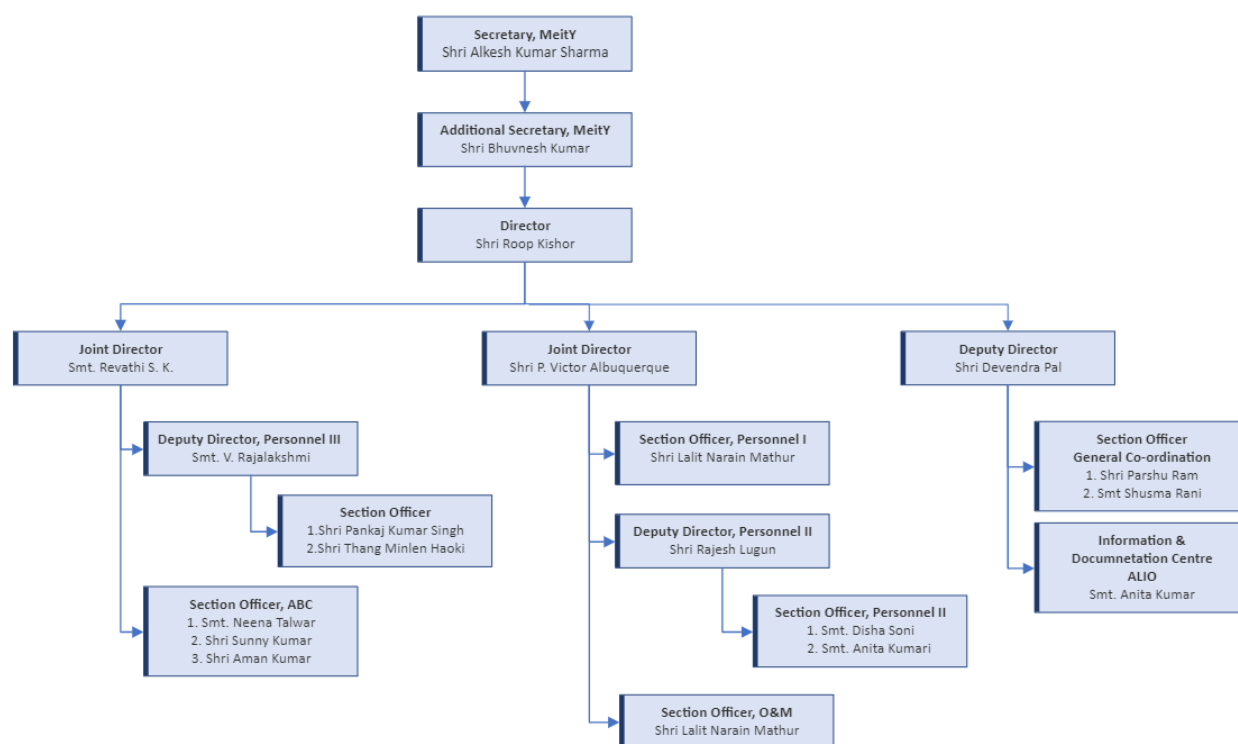 Secretary, MeitY
Shri Alkesh Kumar Sharma
Additional Secretary, MeitY
Shri Bhuvnesh Kumar
Director
Shri Roop Kishor
Joint Director
Smt. Revathi S. K.
Deputy Director, Personnel III
Smt. V. Rajalakshmi
Section Officer
1.Shri Pankaj Kumar Singh
2.Shri Thang Minlen Haoki
Section Officer, ABC
1. Smt. Neena Talwar
2. Shri Sunny Kumar
3. Shri Aman Kumar
Joint Director
Shri P. Victor Albuquerque
Section Officer, Personnel I
Shri Lalit Narain Mathur
Deputy Director, Personnel II
Shri Rajesh Lugun
Section Officer, Personnel II
1. Smt. Disha Soni
2. Smt. Anita Kumari
Section Officer, O&M
Shri Lalit Narain Mathur
Deputy Director
Shri Devendra Pal
Section Officer
General Co-ordination
1. Shri Parshu Ram
2. Smt Shusma Rani
Information &
Documnetation Centre
ALIO
Smt. Anita Kumar